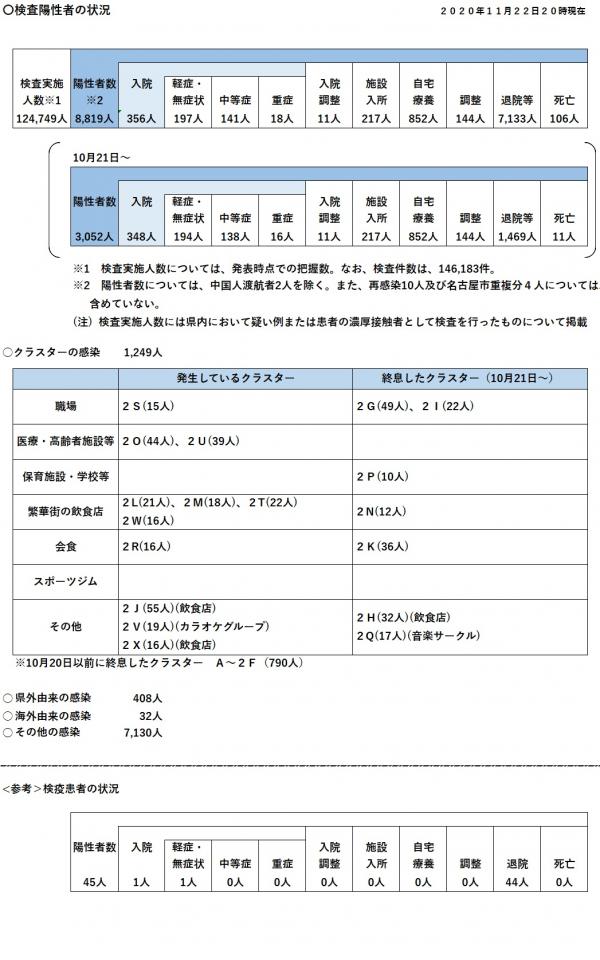 〇検査陽性者の状況
２０２０年１１月２２日２０時現在
検査実施人数※1 陽性者数※2 入院 軽症・無症状 中等症 重症 入院調整 施設入所 自宅療養 調整 退院等 死亡
124,749人 8,819人 356人 197人 141人 18人 11人 217人 852人 144人 7,133人 106人
10月21日～
陽性者数 入院 軽症・無症状 中等症 重症 入院調整 施設入所 自宅療養 調整 退院等 死亡
3,052人 348人 194人 138人 16人 11人 217人 852人 144人 1,469人 11人
※1　検査実施人数については、発表時点での把握数。なお、検査件数は、146,183件。
※2　陽性者数については、中国人渡航者2人を除く。また、再感染10人及び名古屋市重複分４人については、
含めていない。
（注）検査実施人数には県内において疑い例または患者の濃厚接触者として検査を行ったものについて掲載
〇クラスターの感染　1,249人
発生しているクラスター 終息したクラスター（10月21日～）
職場 ２Ｓ(15人) ２Ｇ(49人)、２Ｉ(22人)
医療・高齢者施設等 ２Ｏ(44人)、２Ｕ(39人)
保育施設・学校等 ２Ｐ(10人)
繁華街の飲食店 ２Ｌ(21人)、２Ｍ(18人)、２Ｔ(22人)
２Ｗ(16人) ２Ｎ(12人)
会食 ２Ｒ(16人) ２Ｋ(36人)
スポーツジム
その他 ２Ｊ(55人)(飲食店)
２Ｖ(19人)(カラオケグループ)
２Ｘ(16人)(飲食店)
２Ｈ(32人)(飲食店)
２Ｑ(17人)(音楽サークル)
※10月20日以前に終息したクラスター　Ａ～２Ｆ（790人）
〇県外由来の感染　408人
〇海外由来の感染　32人
〇その他の感染　7,130人
<参考>検疫患者の状況
陽性者数 入院 軽症・無症状 中等症 重症 入院調整 施設入所 自宅療養 調整 退院 死亡
45人 1人 1人 0人 0人 0人 0人 0人 0人 44人 0人